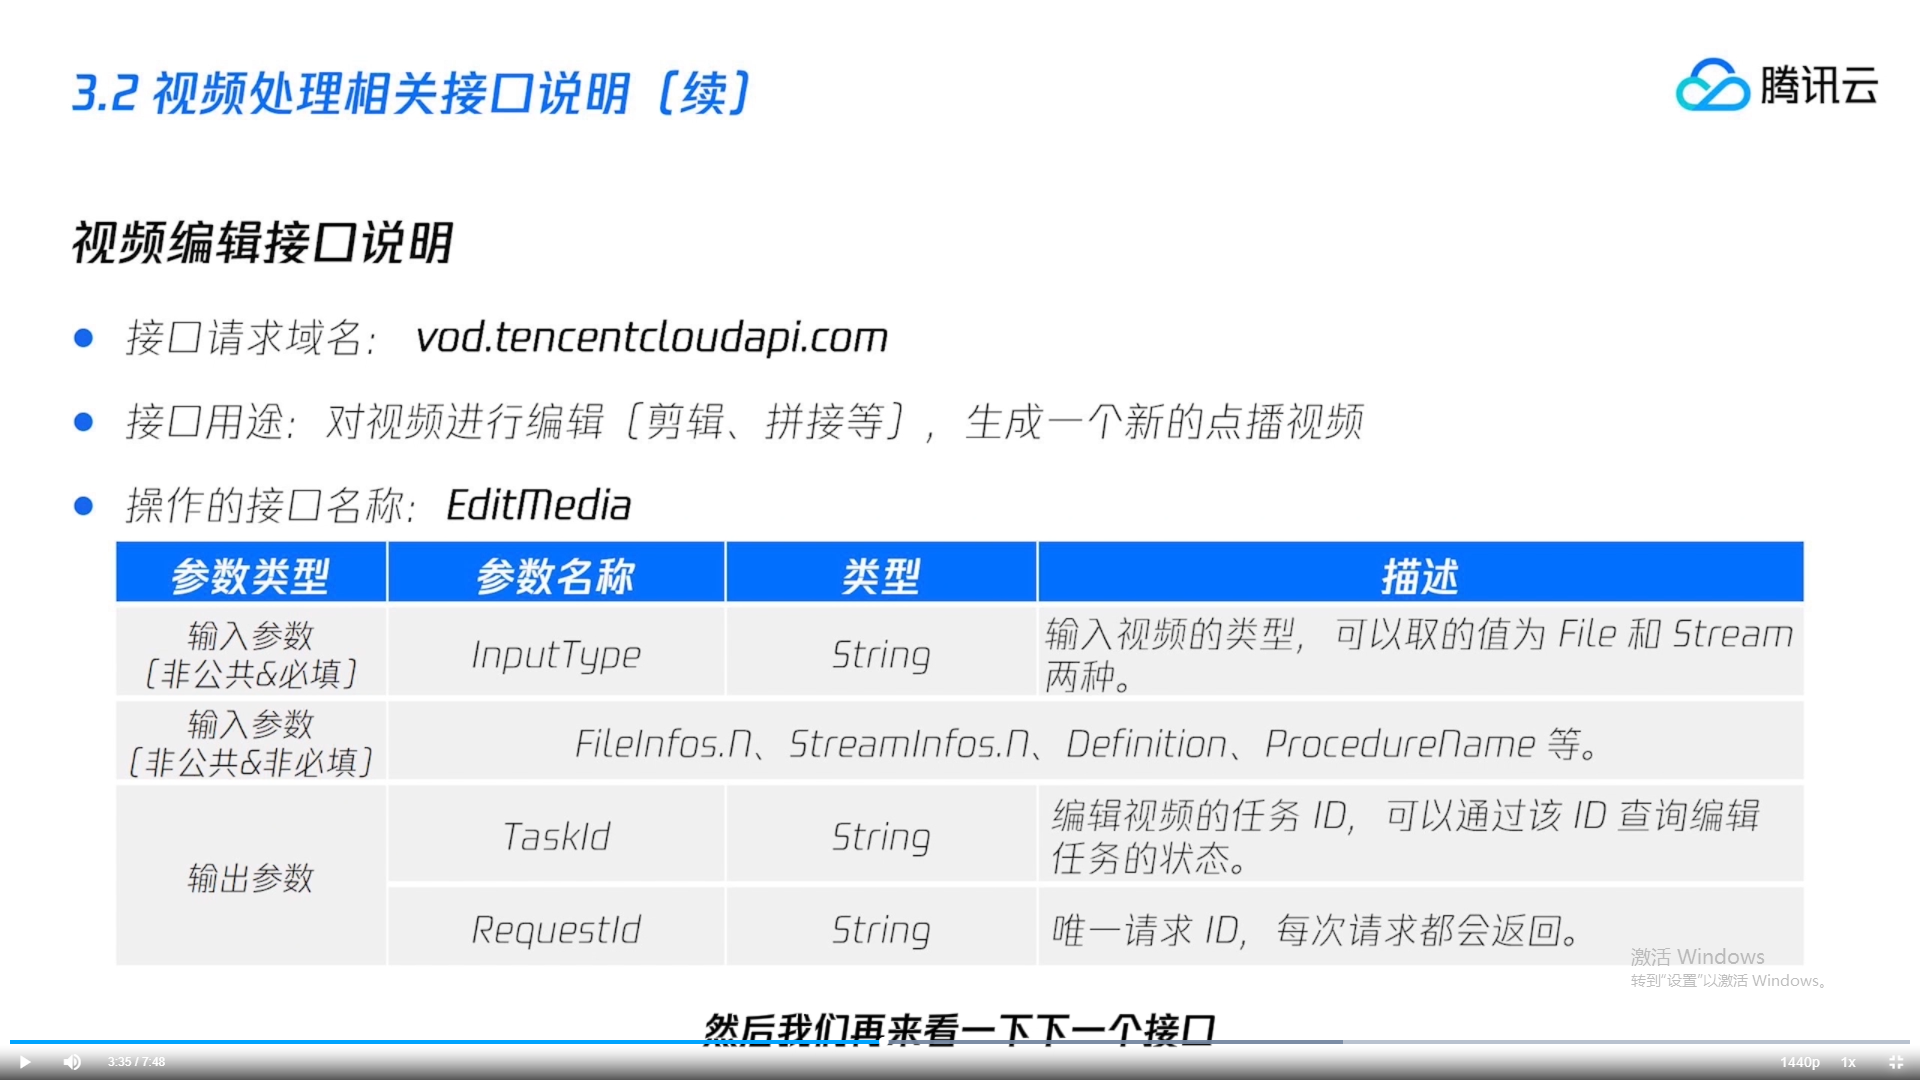 3.2 视频处理相关接口说明（续）
腾讯云
视频编辑接口说明
接口请求域名： vod.tencentcloudapi.com
接口用途：对视频进行编辑（剪辑、拼接等），生成一个新的点播视频
操作的接口名称：EditMedia
参数类型 参数名称 类型 描述
输入参数
（非公共&必填）
InputType
String
输入视频的类型，可以取的值为 File 和 Stream
两种。
输入参数
（非公共&非必填）
FileInfos.N、StreamInfos.N、Definition、ProcedureName 等。
输出参数
TaskId
String
编辑视频的任务 ID，可以通过该 ID 查询编辑
任务的状态。
RequestId
String
唯一请求 ID，每次请求都会返回。
激活 Windows
转到“设置”以激活 Windows。
然后我们再来看一下下一个接口
3:35 / 7:48
1440p
1x